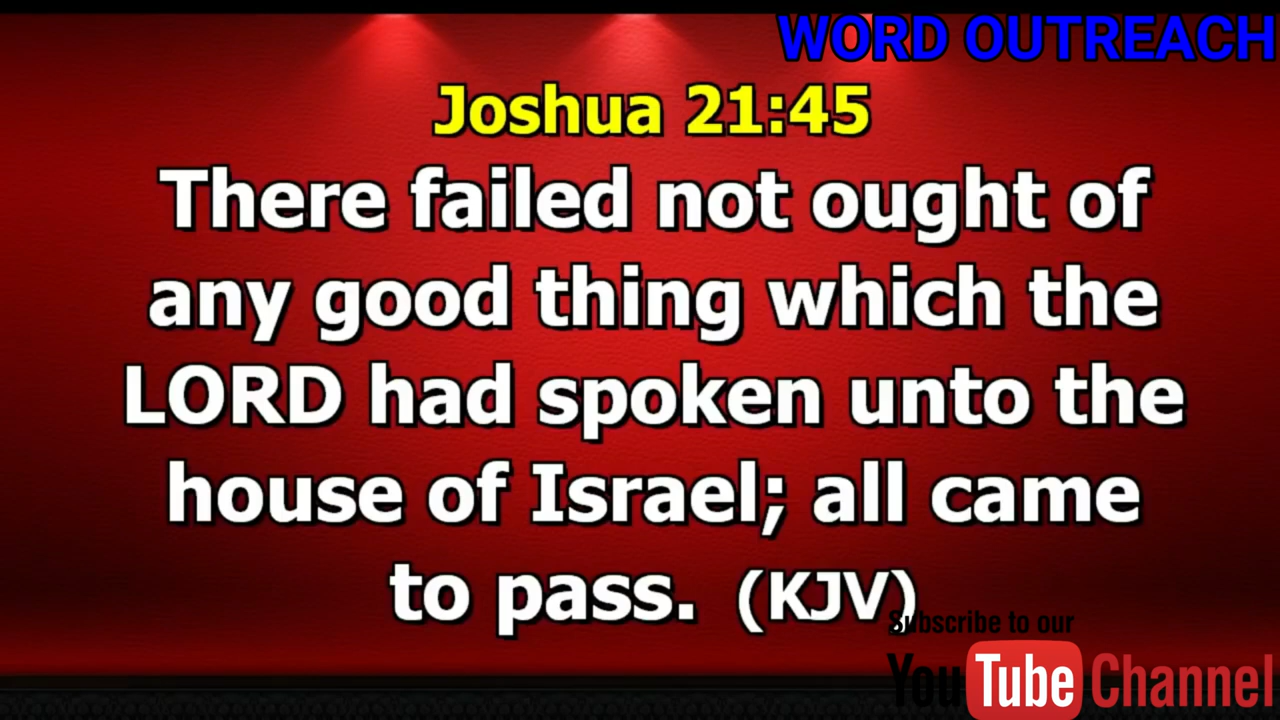 WORD OUTREACH
Joshua 21:45
There failed not ought of
any good thing which the
LORD had spoken unto the
house of Israel; all came
to pass. (KJV)
Subscribe to our
YouTube Channel